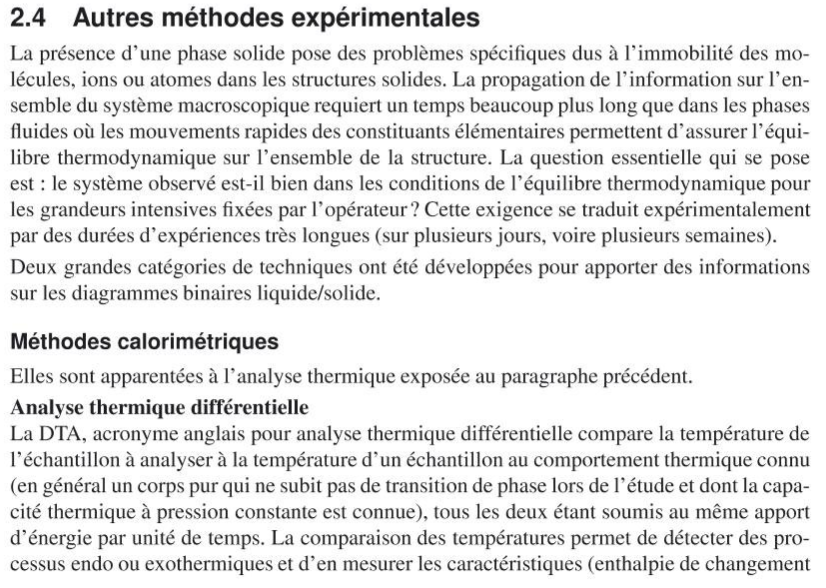 2.4 Autres méthodes expérimentales
La présence d'une phase solide pose des problèmes spécifiques dus à l'immobilité des mo-
lécules, ions ou atomes dans les structures solides. La propagation de l'information sur l'en-
semble du système macroscopique requiert un temps beaucoup plus long que dans les phases
fluides où les mouvements rapides des constituants élémentaires permettent d'assurer l'équi-
libre thermodynamique sur l'ensemble de la structure. La question essentielle qui se pose
est : le système observé est-il bien dans les conditions de l'équilibre thermodynamique pour
les grandeurs intensives fixées par l'opérateur ? Cette exigence se traduit expérimentalement
par des durées d'expériences très longues (sur plusieurs jours, voire plusieurs semaines).
Deux grandes catégories de techniques ont été développées pour apporter des informations
sur les diagrammes binaires liquide/solide.
Méthodes calorimétriques
Elles sont apparentées à l'analyse thermique exposée au paragraphe précédent.
Analyse thermique différentielle
La DTA, acronyme anglais pour analyse thermique différentielle compare la température de
l'échantillon à analyser à la température d'un échantillon au comportement thermique connu
(en général un corps pur qui ne subit pas de transition de phase lors de l'étude et dont la capa-
cité thermique à pression constante est connue), tous les deux étant soumis au même apport
d'énergie par unité de temps. La comparaison des températures permet de détecter des pro-
cessus endo ou exothermiques et d'en mesurer les caractéristiques (enthalpie de changement